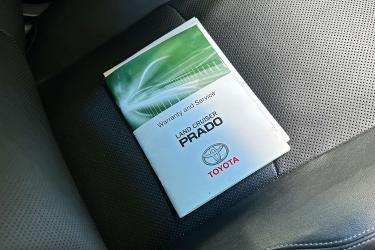 Warranty and Service
LAND CRUISER
PRADO
TOYOTA